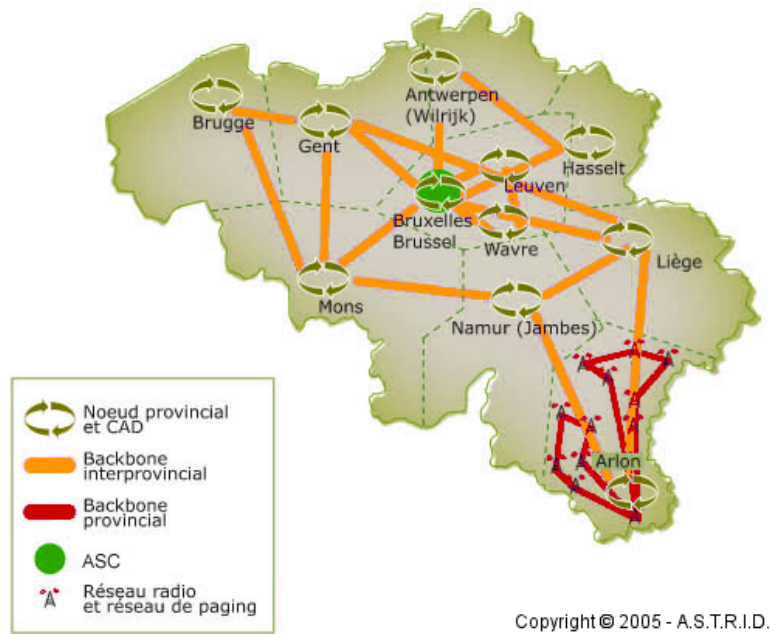 Antwerpen
(Wilrijk)
Brugge
Gent
Hasselt
Leuven
Bruxelles
Brussel
Wavre
Liège
Mons
Namur (Jambes)
Arlon
Noeud provincial
et CAD
Backbone
interprovincial
Backbone
provincial
ASC
Réseau radio
et réseau de paging
Copyright © 2005 - A.S.T.R.I.D.